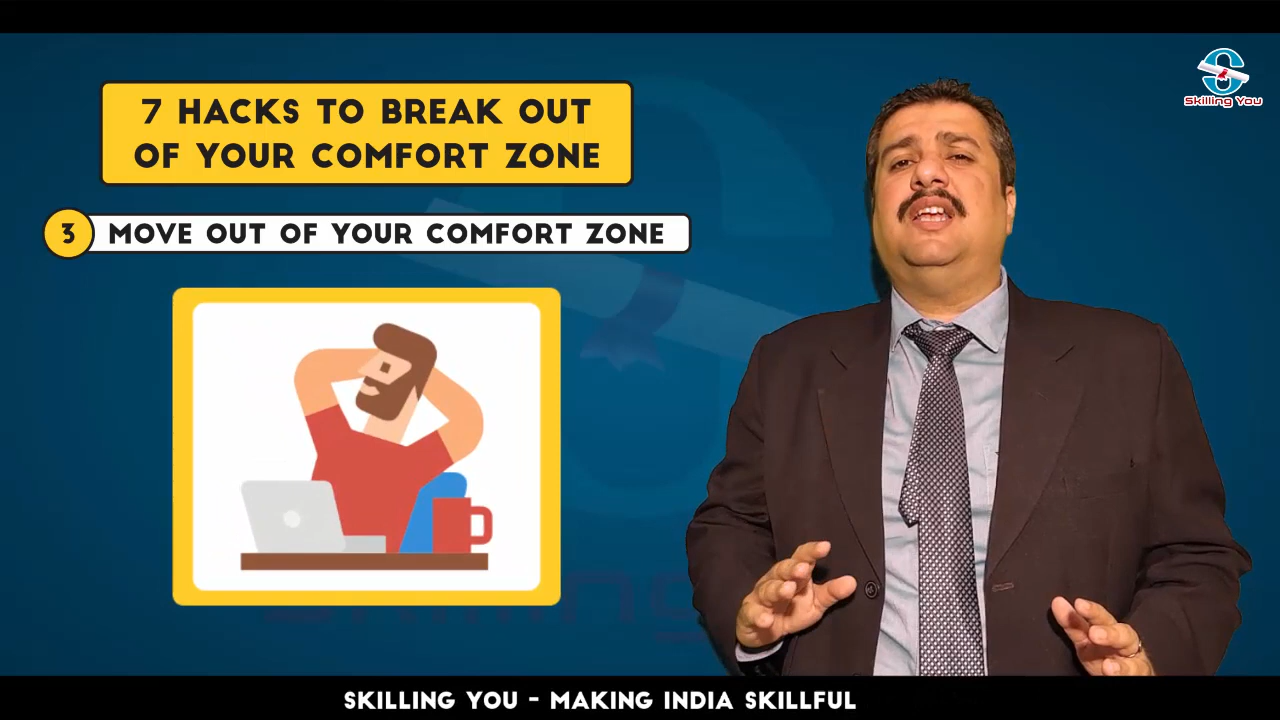 7 HACKS TO BREAK OUT
OF YOUR COMFORT ZONE
3 MOVE OUT OF YOUR COMFORT ZONE
Skilling You
SKILLING YOU - MAKING INDIA SKILLFUL